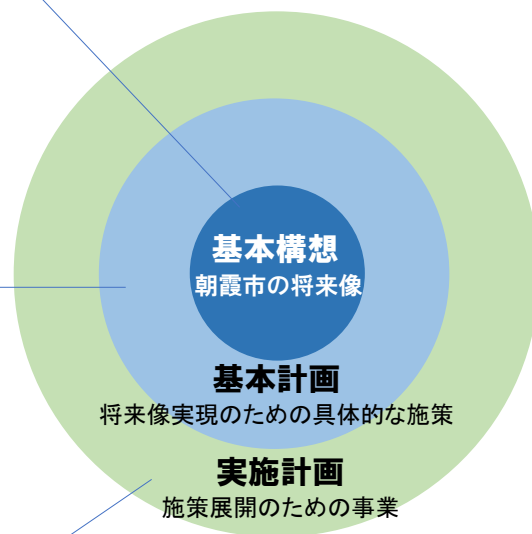 基本構想
朝霞市の将来像
基本計画
将来像実現のための具体的な施策
実施計画
施策展開のための事業